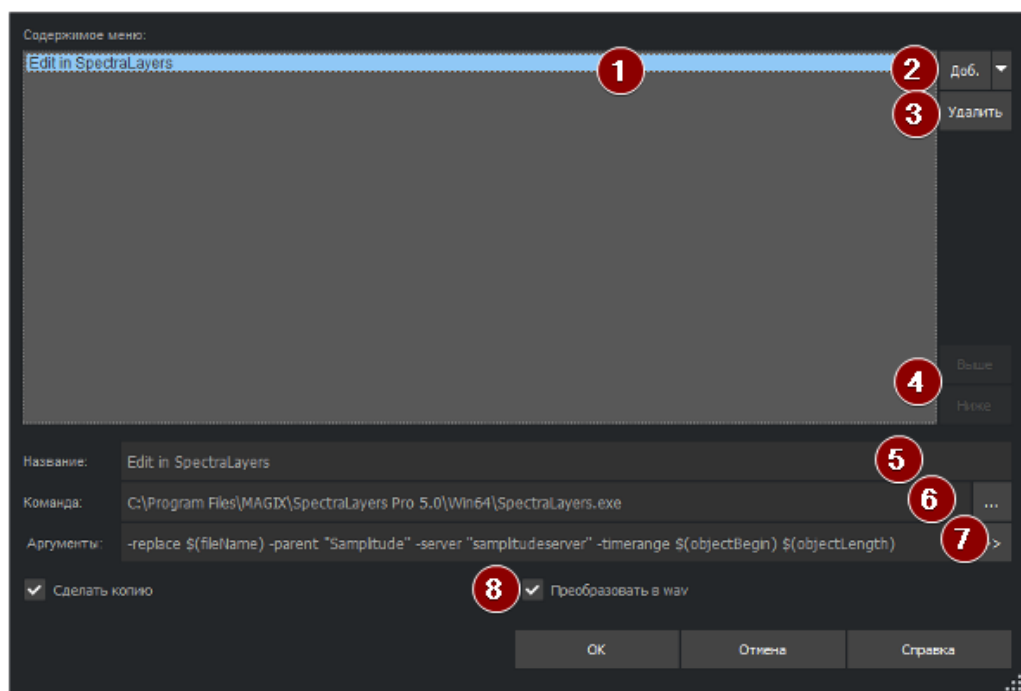 Содержимое меню:
Edit in SpectraLayers
1
2
Доб.
3
Удалить
4
Выше
Ниже
Название: Edit in SpectraLayers
5
Команда: C:\Program Files\MAGIX\SpectraLayers Pro 5.0\Win64\SpectraLayers.exe
6
...
Аргументы: -replace $(fileName) -parent "Samplitude" -server "samplitudeserver" -timerange $(objectBegin) $(objectLength)
7
>
Сделать копию
8
Преобразовать в wav
OK Отмена Справка